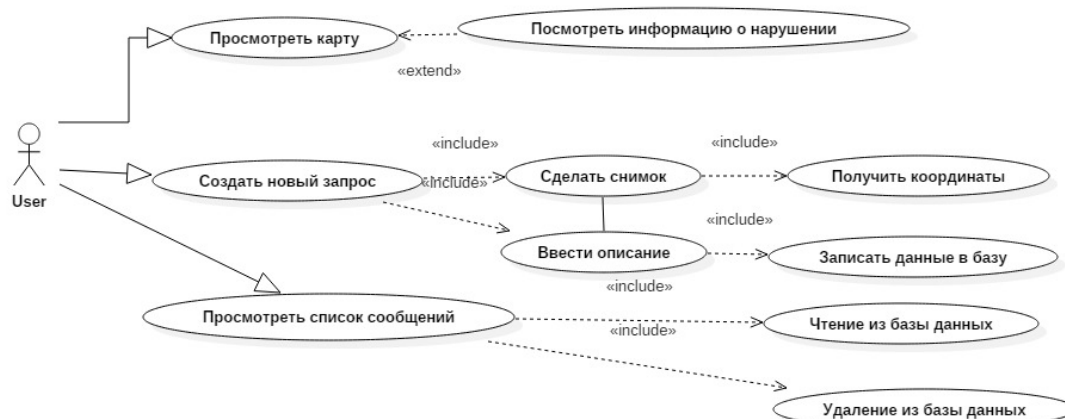 Просмотреть карту
Посмотреть информацию о нарушении
«extend»
User
«include»
«include»
Создать новый запрос
«include»
Сделать снимок
Получить координаты
«include»
Ввести описание
Записать данные в базу
«include»
Просмотреть список сообщений
«include»
Чтение из базы данных
Удаление из базы данных